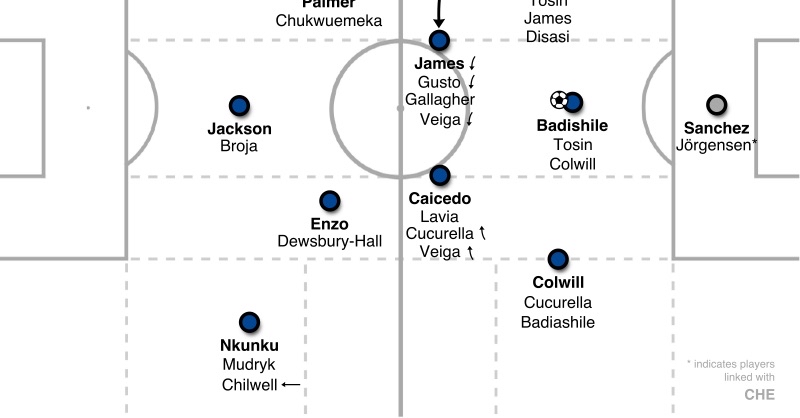 Palmer
Chukwuemeka
Tosin
James
Disasi
James
Gusto
Gallagher
Veiga
Jackson
Broja
Badishile
Tosin
Colwill
Sanchez
Jörgensen*
Enzo
Dewsbury-Hall
Caicedo
Lavia
Cucurella
Veiga
Colwill
Cucurella
Badiashile
Nkunku
Mudryk
Chilwell
* indicates players
linked with
CHE